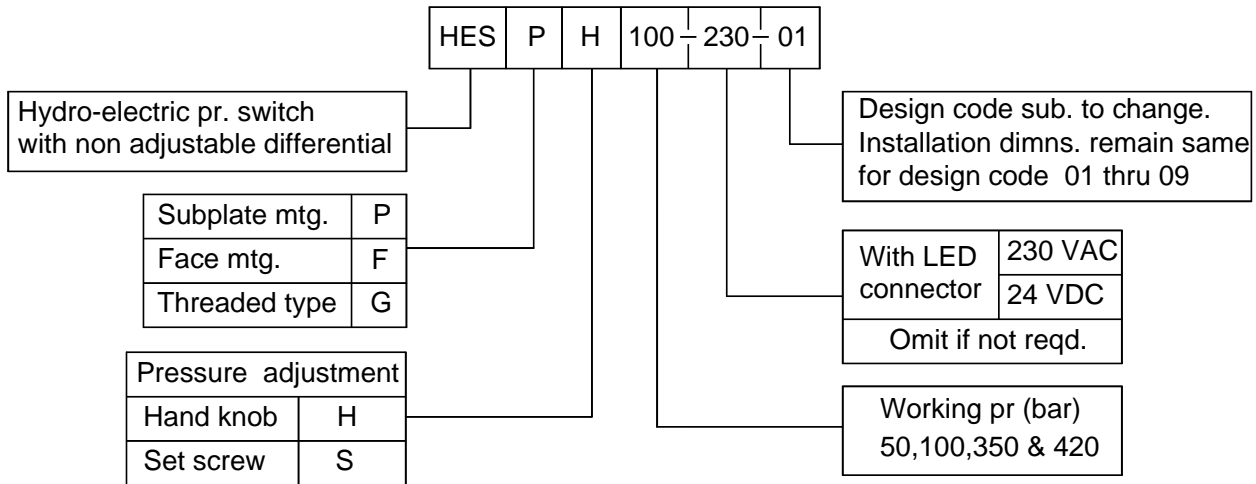 HES P H 100 - 230 - 01
Hydro-electric pr. switch
with non adjustable differential
Subplate mtg. P
Face mtg. F
Threaded type G
Pressure adjustment
Hand knob H
Set screw S
Design code sub. to change.
Installation dimns. remain same
for design code 01 thru 09
With LED
connector
230 VAC
24 VDC
Omit if not reqd.
Working pr (bar)
50,100,350 & 420